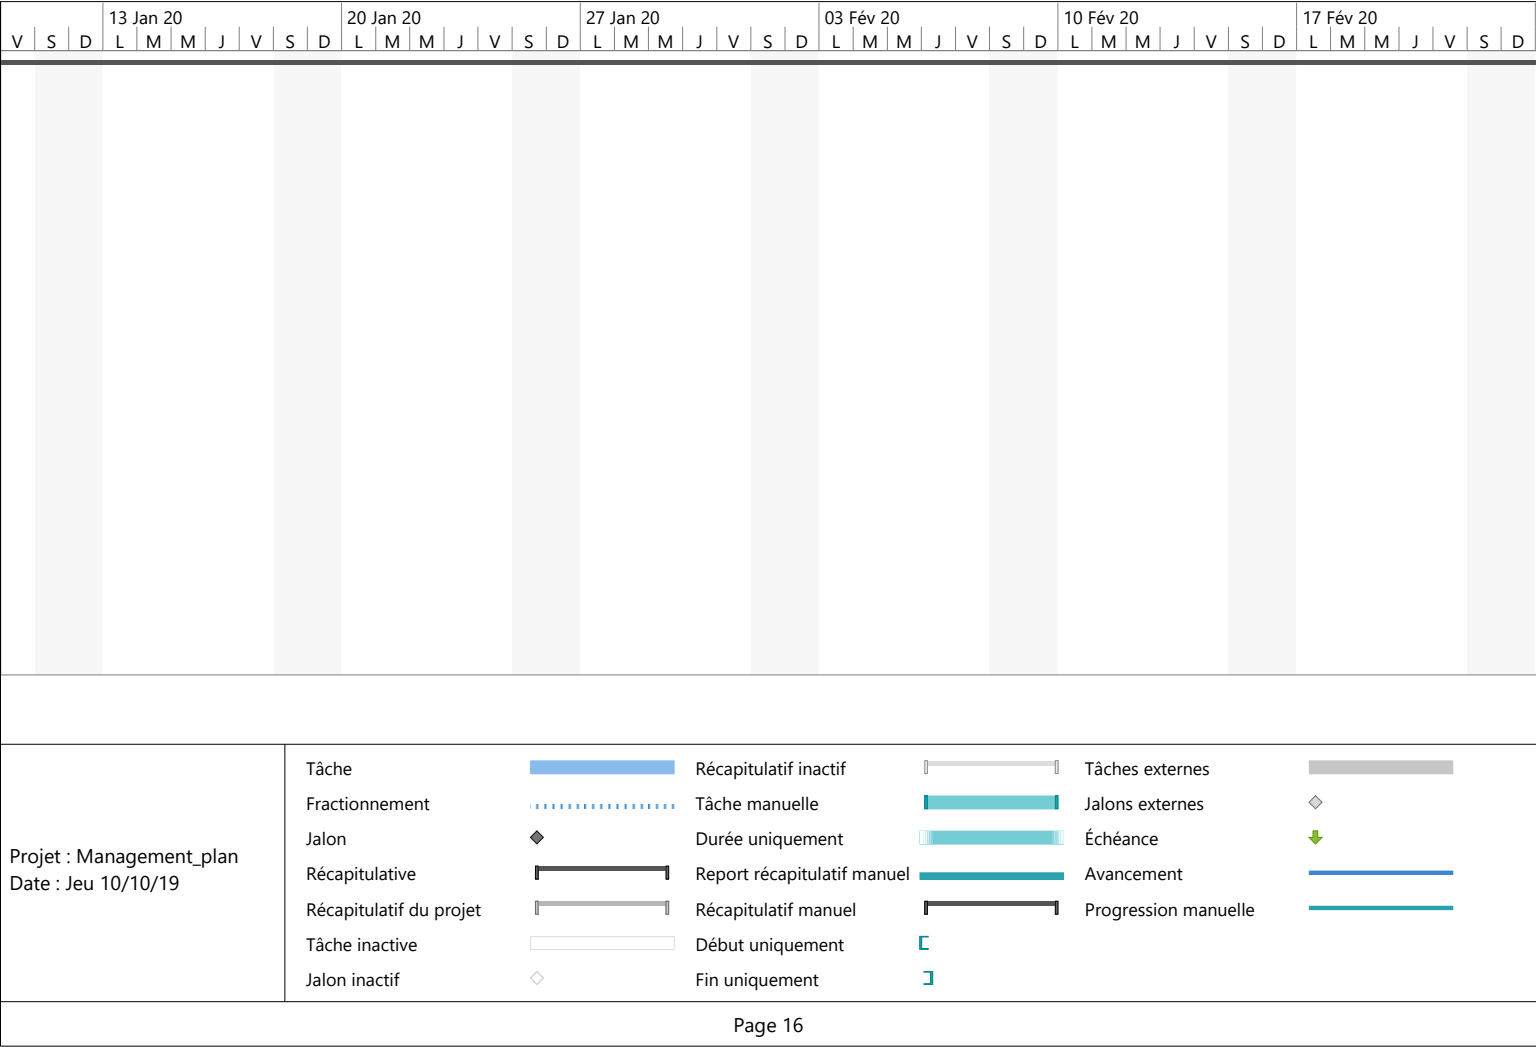 13 Jan 20 20 Jan 20 27 Jan 20 03 Fév 20 10 Fév 20 17 Fév 20
V S D L M M J V S D L M M J V S D L M M J V S D L M M J V S D L M M J V S D L M M J V S D
Tâche Récapitulatif inactif Tâches externes
Fractionnement Tâche manuelle Jalons externes
Jalon Durée uniquement Échéance
Projet : Management_plan
Date : Jeu 10/10/19
Récapitulative Report récapitulatif manuel Avancement
Récapitulatif du projet Récapitulatif manuel Progression manuelle
Tâche inactive Début uniquement
Jalon inactif Fin uniquement
Page 16